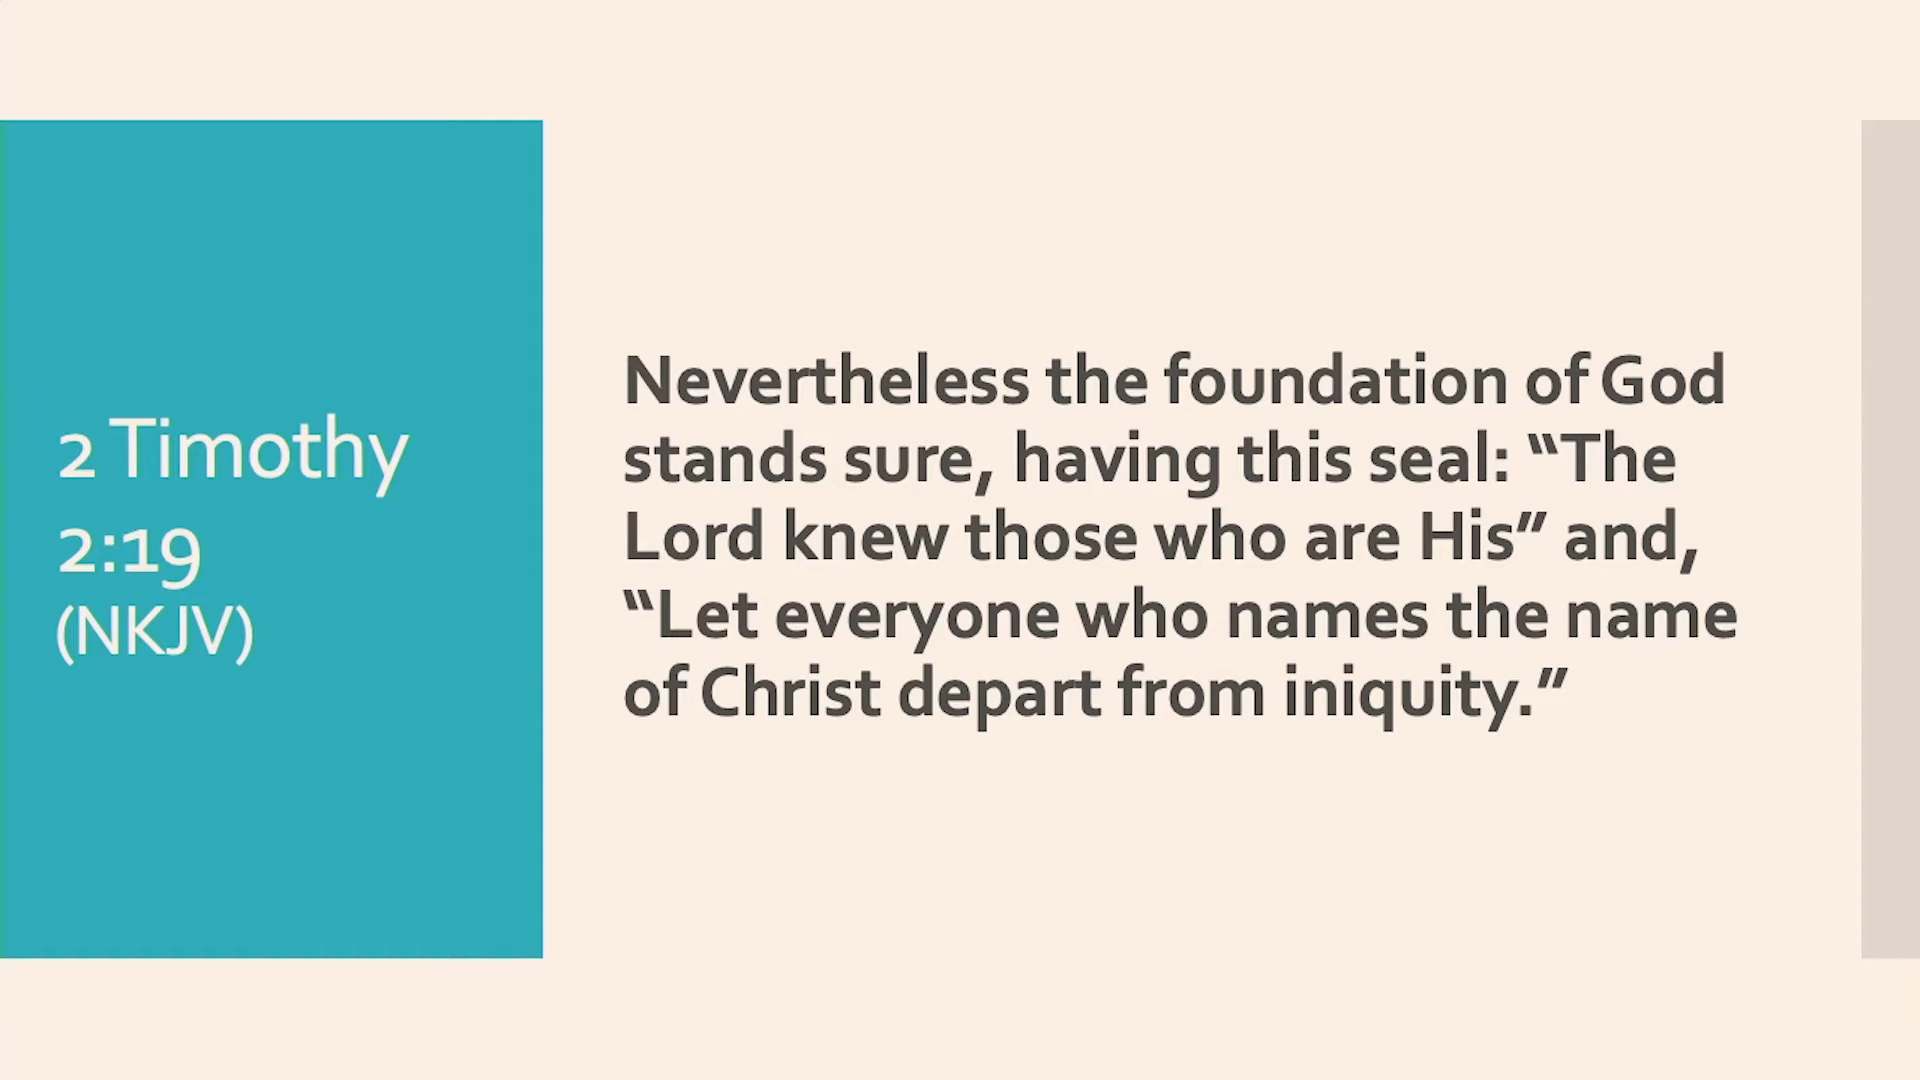 2 Timothy
2:19
(NKJV)
Nevertheless the foundation of God
stands sure, having this seal: “The
Lord knew those who are His” and,
“Let everyone who names the name
of Christ depart from iniquity.”